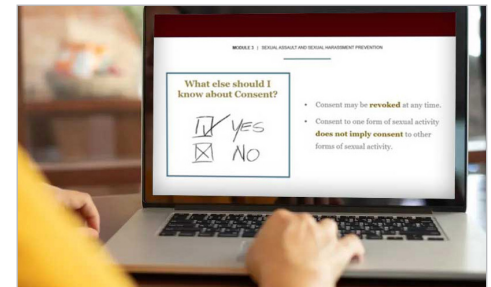 MODULE 3 | SEXUAL ASSAULT AND SEXUAL HARASSMENT PREVENTION
What else should I
know about Consent?
YES
NO
• Consent may be revoked at any time.
• Consent to one form of sexual activity
does not imply consent to other
forms of sexual activity.